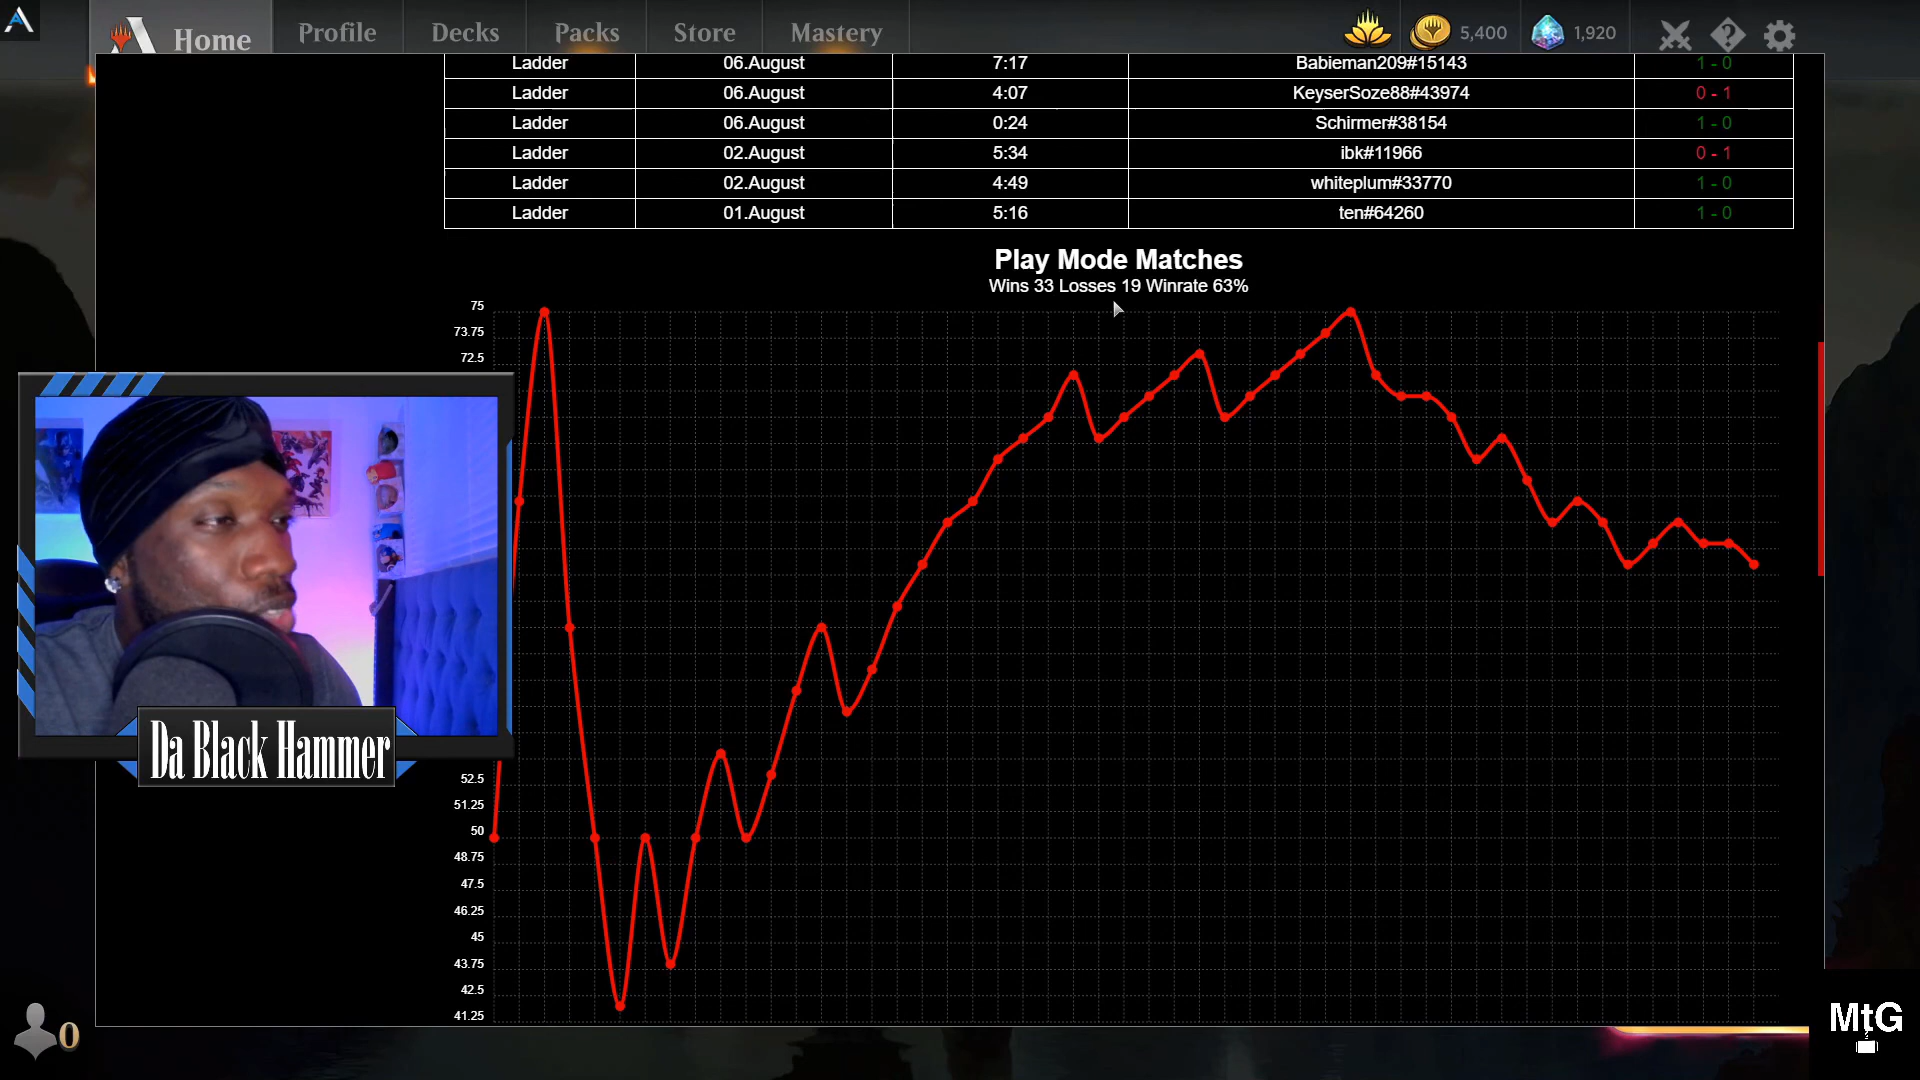 Home Profile Decks Packs Store Mastery 5,400 1,920
Ladder 06.August 7:17 Babieman209#15143 1 - 0
Ladder 06.August 4:07 KeyserSoze88#43974 0 - 1
Ladder 06.August 0:24 Schirmer#38154 1 - 0
Ladder 02.August 5:34 ibk#11966 0 - 1
Ladder 02.August 4:49 whiteplum#33770 1 - 0
Ladder 01.August 5:16 ten#64260 1 - 0
Play Mode Matches
Wins 33 Losses 19 Winrate 63%
75
73.75
72.5
Da Black Hammer
52.5
51.25
50
48.75
47.5
46.25
45
43.75
42.5
41.25
0
MtG